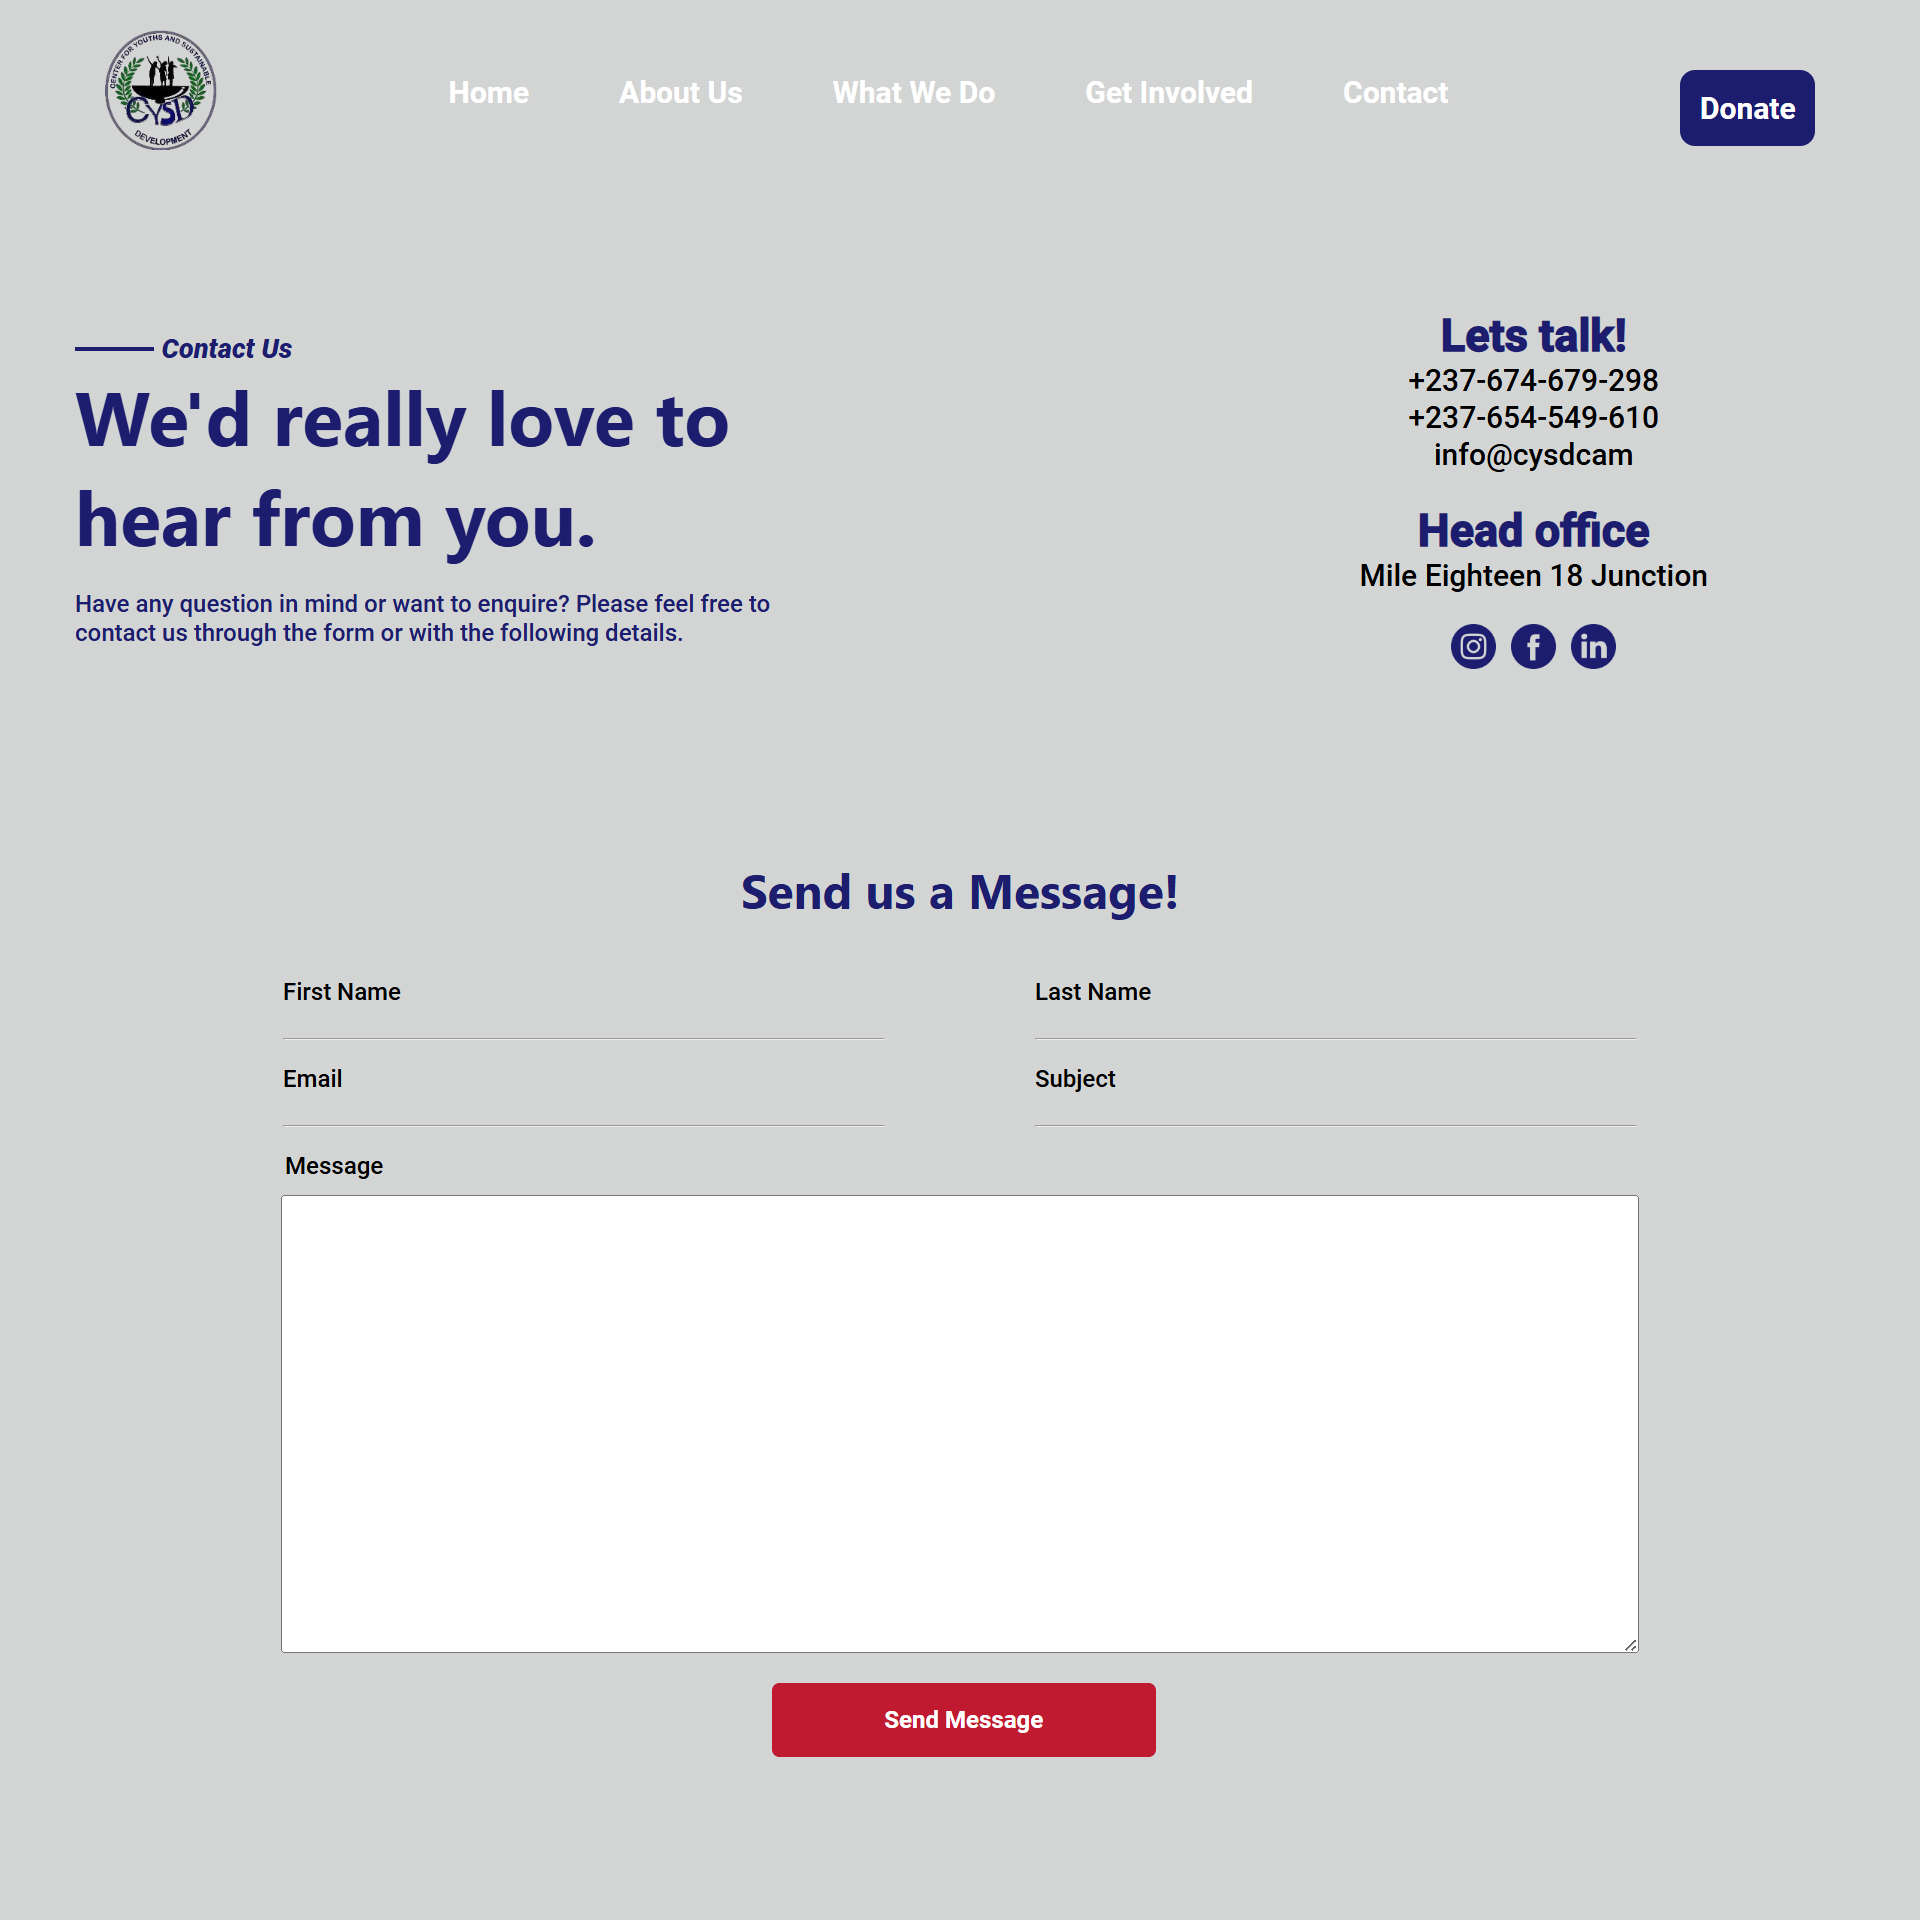 CENTER FOR YOUTHS AND SUSTAINABLE
CYSD
DEVELOPMENT
Home
About Us
What We Do
Get Involved
Contact
Donate
Contact Us
We'd really love to
hear from you.
Have any question in mind or want to enquire? Please feel free to
contact us through the form or with the following details.
Lets talk!
+237-674-679-298
+237-654-549-610
info@cysdcam
Head office
Mile Eighteen 18 Junction
Send us a Message!
First Name
Last Name
Email
Subject
Message
Send Message